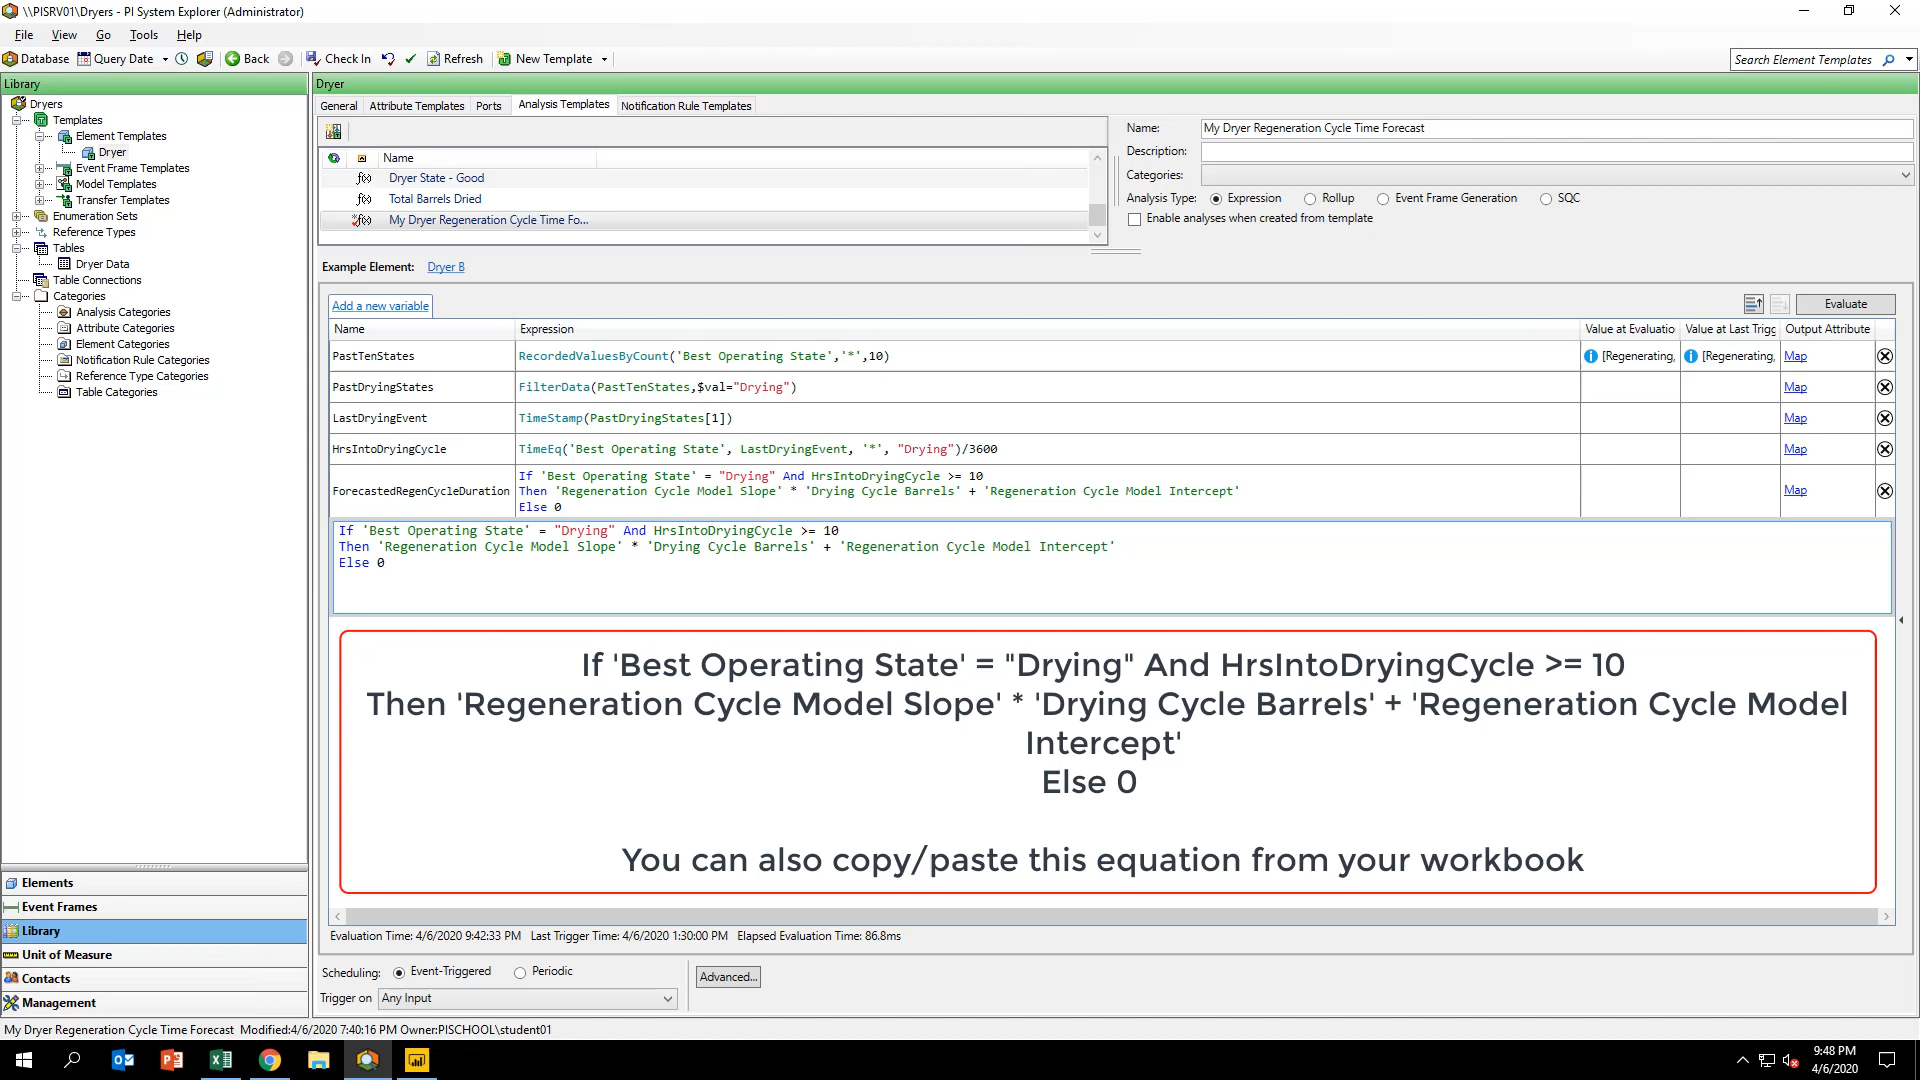 \\PISRV01\Dryers - PI System Explorer (Administrator)
File View Go Tools Help
Database Query Date Back Check In Refresh New Template
Search Element Templates
Library
Dryers
Templates
Element Templates
Dryer
Event Frame Templates
Model Templates
Transfer Templates
Enumeration Sets
Reference Types
Tables
Dryer Data
Table Connections
Categories
Analysis Categories
Attribute Categories
Element Categories
Notification Rule Categories
Reference Type Categories
Table Categories
Elements
Event Frames
Library
Unit of Measure
Contacts
Management
Dryer
General Attribute Templates Ports Analysis Templates Notification Rule Templates
Name
Dryer State - Good
Total Barrels Dried
My Dryer Regeneration Cycle Time Fo...
Name: My Dryer Regeneration Cycle Time Forecast
Description:
Categories:
Analysis Type: Expression Rollup Event Frame Generation SQC
Enable analyses when created from template
Example Element: Dryer B
Add a new variable
Evaluate
Name Expression Value at Evaluatio Value at Last Trigg Output Attribute
PastTenStates RecordedValuesByCount('Best Operating State','*',10) [Regenerating, [Regenerating, Map
PastDryingStates FilterData(PastTenStates,$val="Drying") Map
LastDryingEvent TimeStamp(PastDryingStates[1]) Map
HrsIntoDryingCycle TimeEq('Best Operating State', LastDryingEvent, '*', "Drying")/3600 Map
If 'Best Operating State' = "Drying" And HrsIntoDryingCycle >= 10
ForecastedRegenCycleDuration Then 'Regeneration Cycle Model Slope' * 'Drying Cycle Barrels' + 'Regeneration Cycle Model Intercept' Map
Else 0
If 'Best Operating State' = "Drying" And HrsIntoDryingCycle >= 10
Then 'Regeneration Cycle Model Slope' * 'Drying Cycle Barrels' + 'Regeneration Cycle Model Intercept'
Else 0
If 'Best Operating State' = "Drying" And HrsIntoDryingCycle >= 10
Then 'Regeneration Cycle Model Slope' * 'Drying Cycle Barrels' + 'Regeneration Cycle Model
Intercept'
Else 0
You can also copy/paste this equation from your workbook
Evaluation Time: 4/6/2020 9:42:33 PM Last Trigger Time: 4/6/2020 1:30:00 PM Elapsed Evaluation Time: 86.8ms
Scheduling: Event-Triggered Periodic
Advanced...
Trigger on Any Input
My Dryer Regeneration Cycle Time Forecast Modified:4/6/2020 7:40:16 PM Owner:PISCHOOL\student01
9:48 PM
4/6/2020